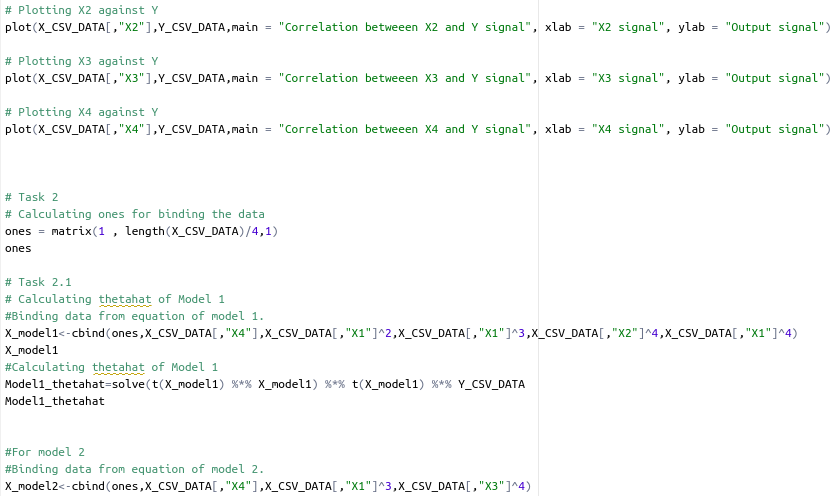 # Plotting X2 against Y
plot(X_CSV_DATA[,"X2"],Y_CSV_DATA,main = "Correlation betweeen X2 and Y signal", xlab = "X2 signal", ylab = "Output signal")
# Plotting X3 against Y
plot(X_CSV_DATA[,"X3"],Y_CSV_DATA,main = "Correlation betweeen X3 and Y signal", xlab = "X3 signal", ylab = "Output signal")
# Plotting X4 against Y
plot(X_CSV_DATA[,"X4"],Y_CSV_DATA,main = "Correlation betweeen X4 and Y signal", xlab = "X4 signal", ylab = "Output signal")
# Task 2
# Calculating ones for binding the data
ones = matrix(1 , length(X_CSV_DATA)/4,1)
ones
# Task 2.1
# Calculating thetahat of Model 1
#Binding data from equation of model 1.
X_model1<-cbind(ones,X_CSV_DATA[,"X4"],X_CSV_DATA[,"X1"]^2,X_CSV_DATA[,"X1"]^3,X_CSV_DATA[,"X2"]^4,X_CSV_DATA[,"X1"]^4)
X_model1
#Calculating thetahat of Model 1
Model1_thetahat=solve(t(X_model1) %*% X_model1) %*% t(X_model1) %*% Y_CSV_DATA
Model1_thetahat
#For model 2
#Binding data from equation of model 2.
X_model2<-cbind(ones,X_CSV_DATA[,"X4"],X_CSV_DATA[,"X1"]^3,X_CSV_DATA[,"X3"]^4)